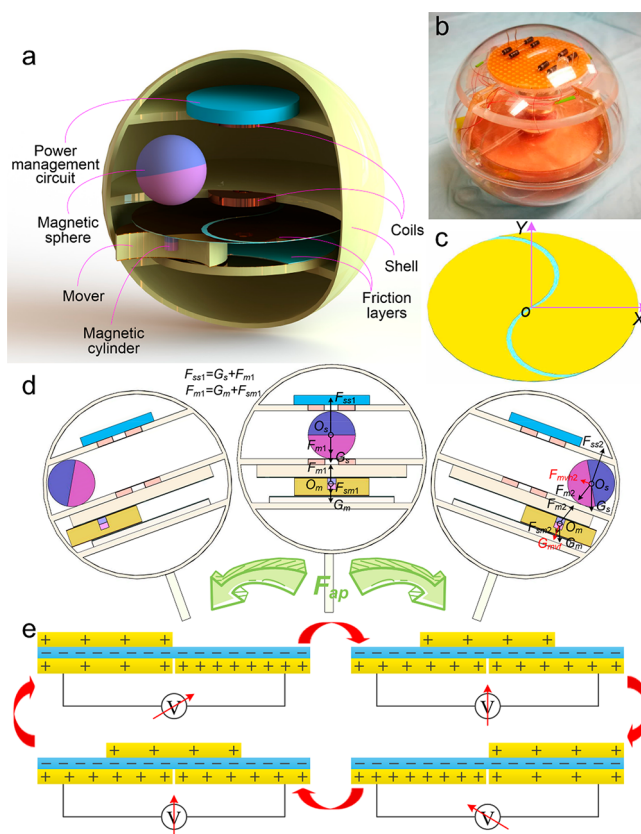 a
Power
management
circuit
Magnetic
sphere
Mover
Magnetic
cylinder
Coils
Shell
Friction
layers
b
c
Y
o
X
d
Fss1=Gs+Fm1
Fm1=Gm+Fsm1
Fss1
Os
Fm1
Gs
Fm1
Om
Fsm1
Gm
Fss2
Fmv2
Os
Fm2
Gs
Fm2
Fsm2
Om
Gm
Fap
e
+ + + +
− − − − − − − − − − − − − −
+ + + + + + + + + + + +
V
+ + + +
− − − − − − − − − − − − − −
+ + + + + + + + + + + +
V
+ + + +
− − − − − − − − − − − − − −
+ + + + + + + + + + + +
V
+ + + +
− − − − − − − − − − − − − −
+ + + + + + + + + + + +
V